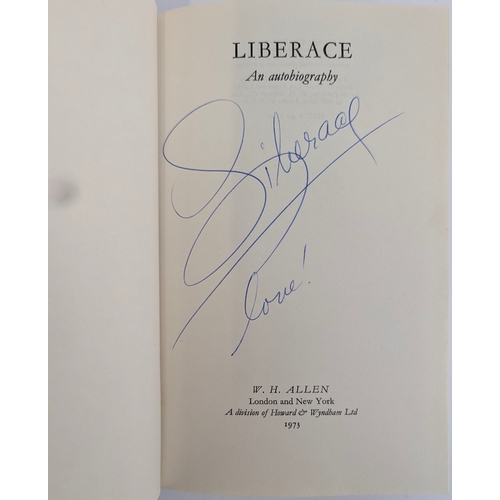 LIBERACE
An autobiography
Liberace
love!
W. H. ALLEN
London and New York
A division of Howard & Wyndham Ltd
1973